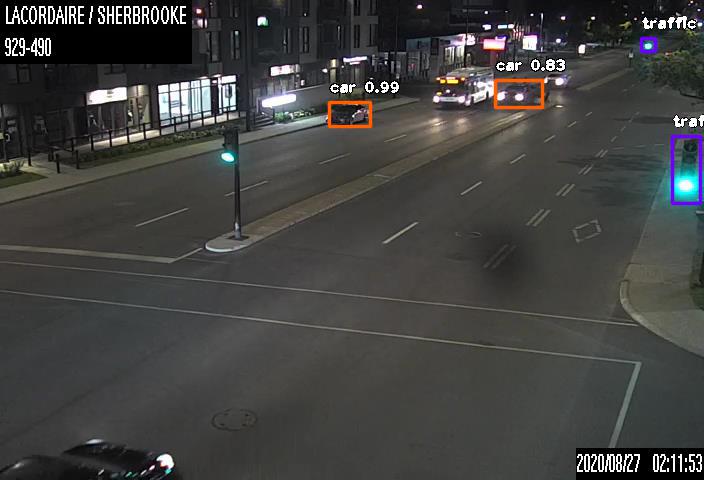 LACORDAIRE / SHERBROOKE
929-490
traffic
car 0.83
car 0.99
traf
2020/08/27 02:11:53